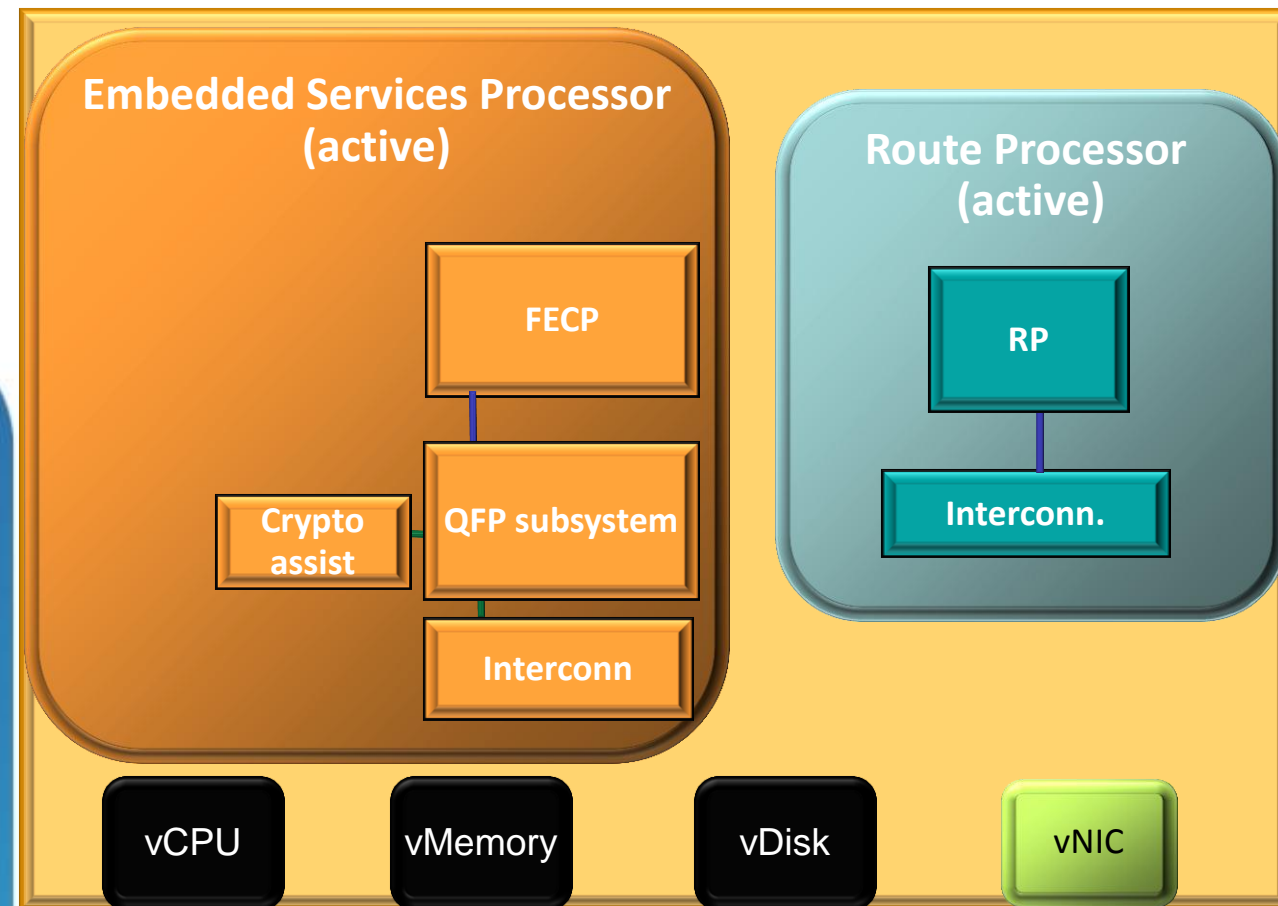 Embedded Services Processor
(active)
FECP
Crypto
assist
QFP subsystem
Interconn
Route Processor
(active)
RP
Interconn.
vCPU
vMemory
vDisk
vNIC